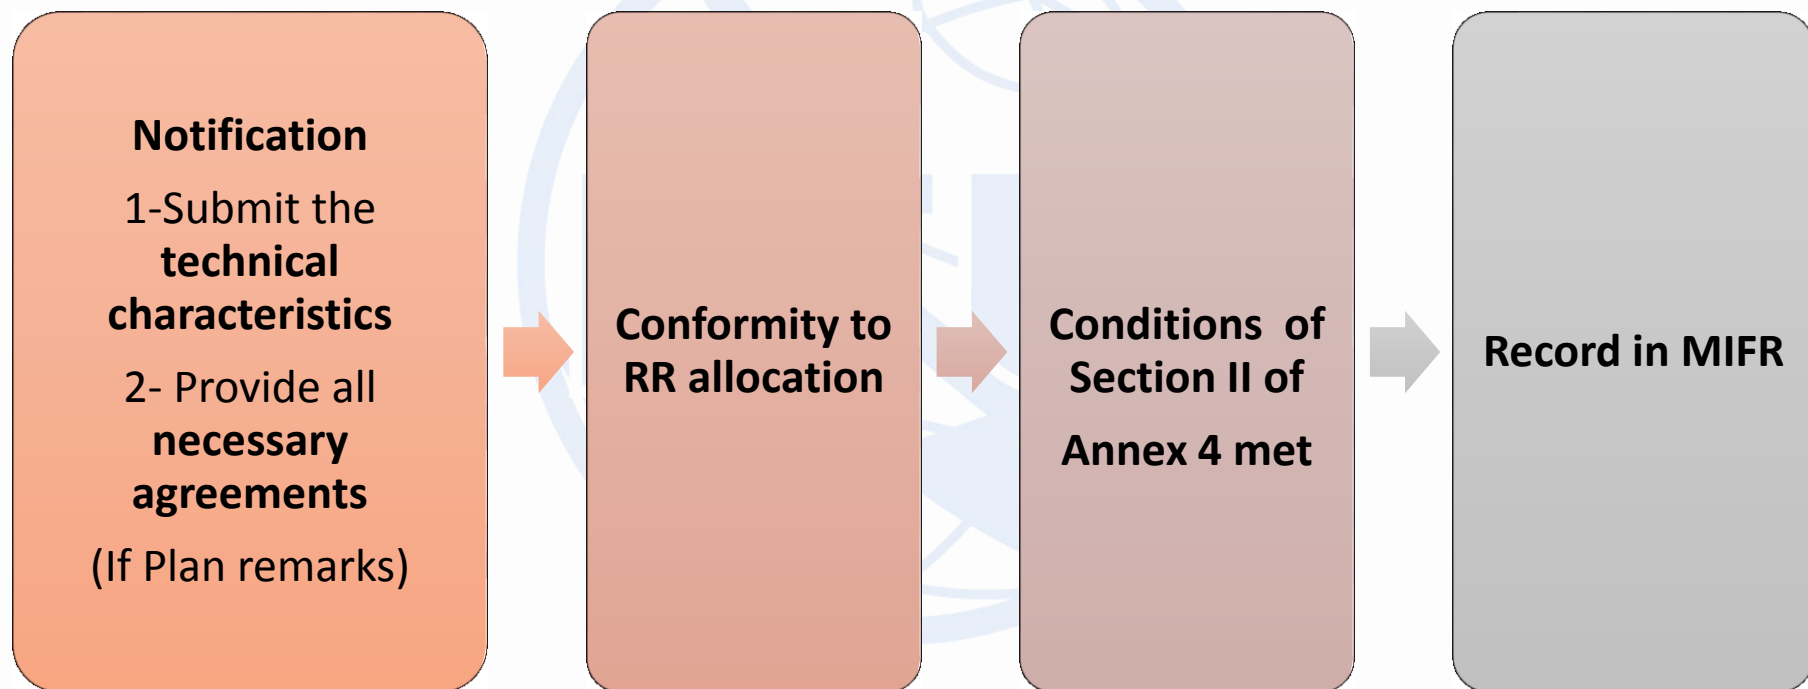 Notification
1-Submit the
technical
characteristics
2- Provide all
necessary
agreements
(If Plan remarks)
Conformity to
RR allocation
Conditions  of
Section II of
Annex 4 met
Record in MIFR